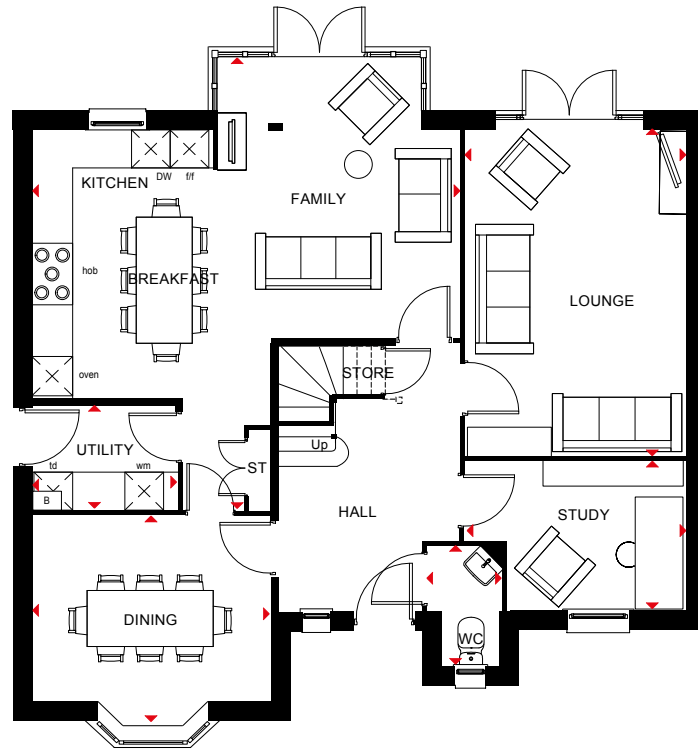 KITCHEN
DW
f/f
FAMILY
hob
BREAKFAST
LOUNGE
oven
STORE
UTILITY
Up
td
wm
ST
B
HALL
STUDY
DINING
WC